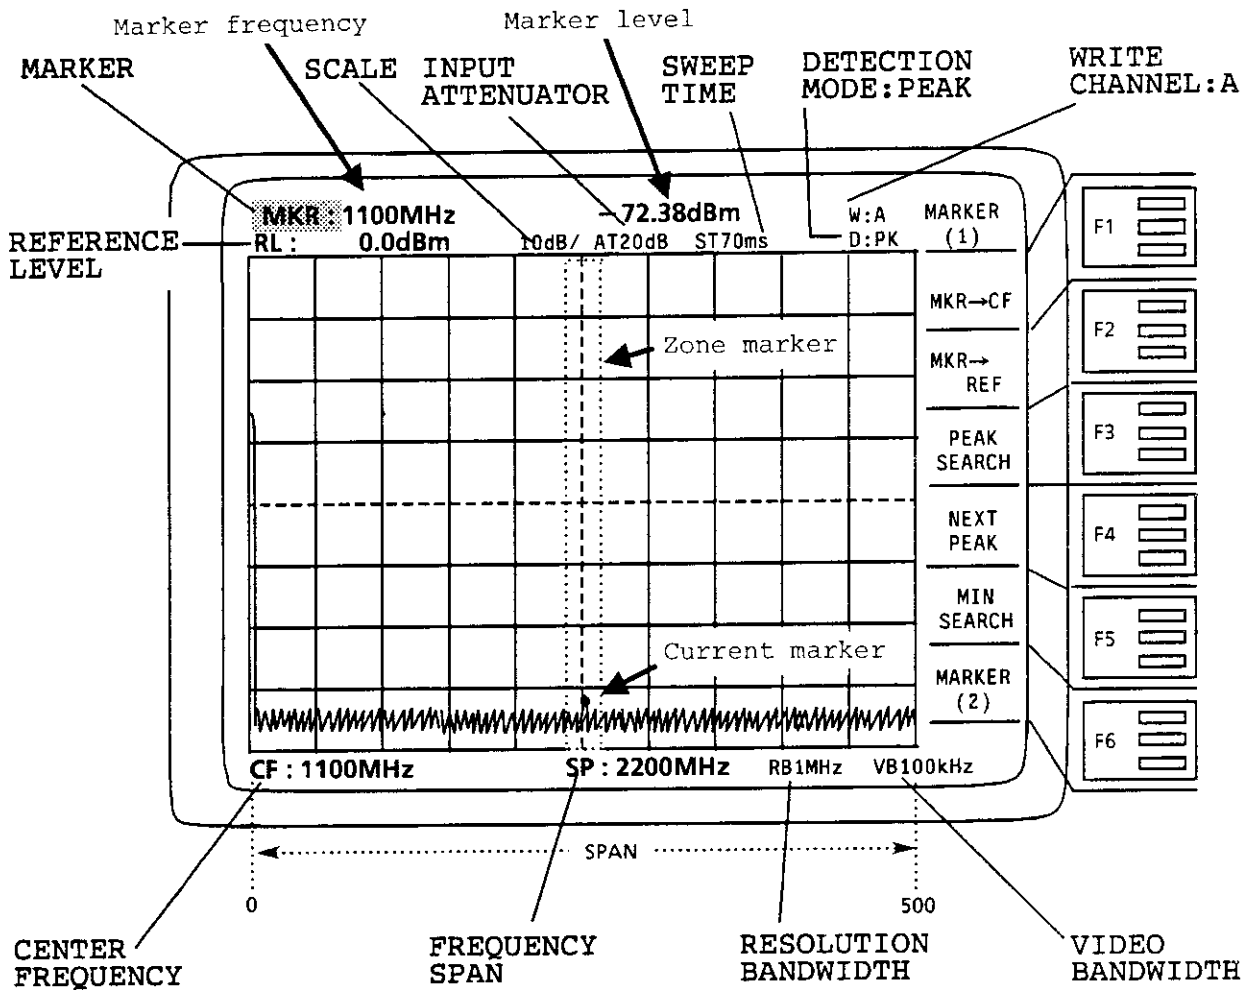 Marker frequency
Marker level
MARKER
SCALE
INPUT
ATTENUATOR
SWEEP
TIME
DETECTION
MODE:PEAK
WRITE
CHANNEL:A
MKR : 1100MHz
−72.38dBm
W:A
REFERENCE
LEVEL
RL : 0.0dBm
10dB/ AT20dB ST70ms
D:PK
MARKER
(1)
F1
MKR→CF
F2
MKR→
REF
Zone marker
F3
PEAK
SEARCH
F4
NEXT
PEAK
F5
MIN
SEARCH
Current marker
MARKER
(2)
F6
CF : 1100MHz
SP : 2200MHz
RB1MHz
VB100kHz
SPAN
0
500
CENTER
FREQUENCY
FREQUENCY
SPAN
RESOLUTION
BANDWIDTH
VIDEO
BANDWIDTH